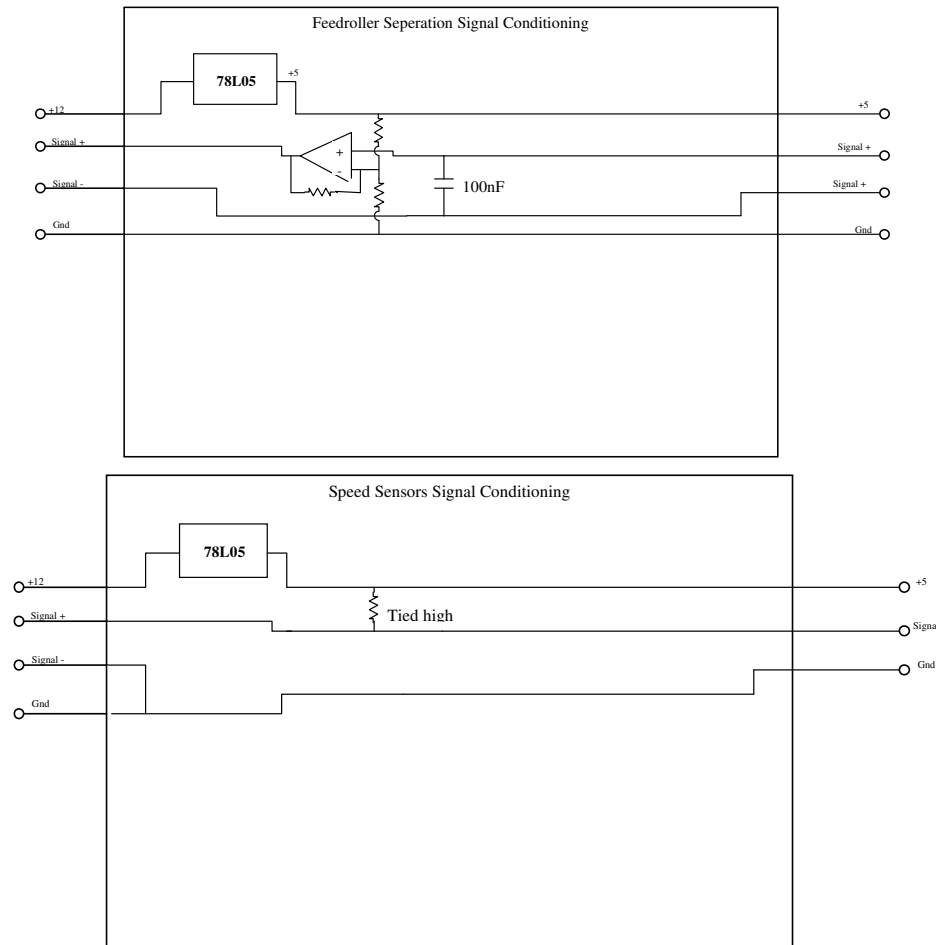 Feedroller Seperation Signal Conditioning
78L05
+5
+12
+5
Signal +
Signal +
+
-
Signal -
100nF
Signal +
Gnd
Gnd
Speed Sensors Signal Conditioning
78L05
+12
+5
Signal +
Tied high
Signal
Signal -
Gnd
Gnd